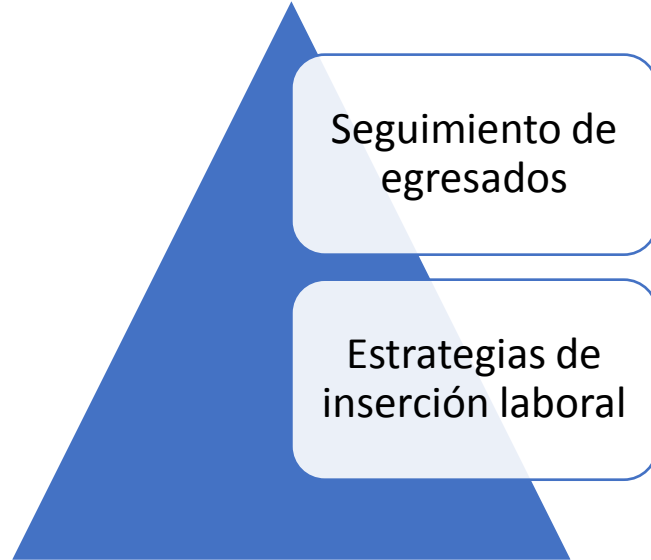 Seguimiento de
egresados
Estrategias de
inserción laboral